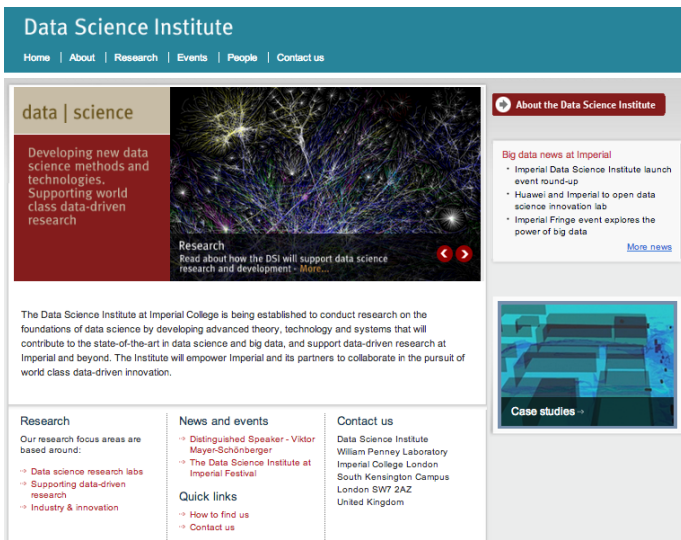 Data Science Institute
Home | About | Research | Events | People | Contact us
data | science
Developing new data
science methods and
technologies.
Supporting world
class data-driven
research
Research
Read about how the DSI will support data science
research and development - More...
About the Data Science Institute
Big data news at Imperial
Imperial Data Science Institute launch
event round-up
Huawei and Imperial to open data
science innovation lab
Imperial Fringe event explores the
power of big data
More news
The Data Science Institute at Imperial College is being established to conduct research on the
foundations of data science by developing advanced theory, technology and systems that will
contribute to the state-of-the-art in data science and big data, and support data-driven research at
Imperial and beyond. The Institute will empower Imperial and its partners to collaborate in the pursuit of
world class data-driven innovation.
Case studies
Research
Our research focus areas are
based around:
Data science research labs
Supporting data-driven
research
Industry & innovation
News and events
Distinguished Speaker - Viktor
Mayer-Schönberger
The Data Science Institute at
Imperial Festival
Quick links
How to find us
Contact us
Contact us
Data Science Institute
William Penney Laboratory
Imperial College London
South Kensington Campus
London SW7 2AZ
United Kingdom